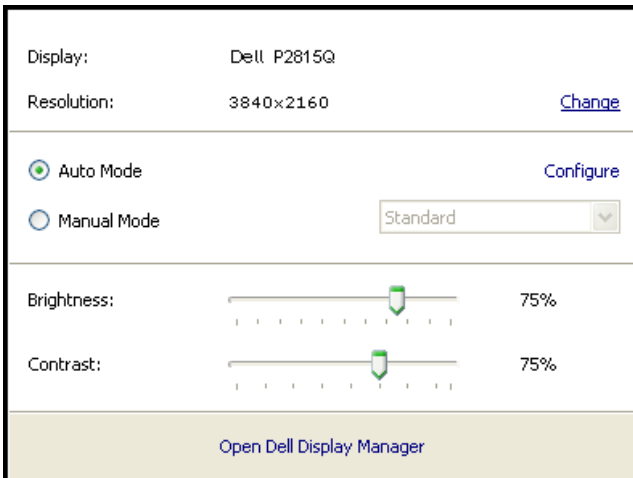 Display: Dell P2815Q
Resolution: 3840x2160 Change
Auto Mode Configure
Manual Mode Standard
Brightness: 75%
Contrast: 75%
Open Dell Display Manager